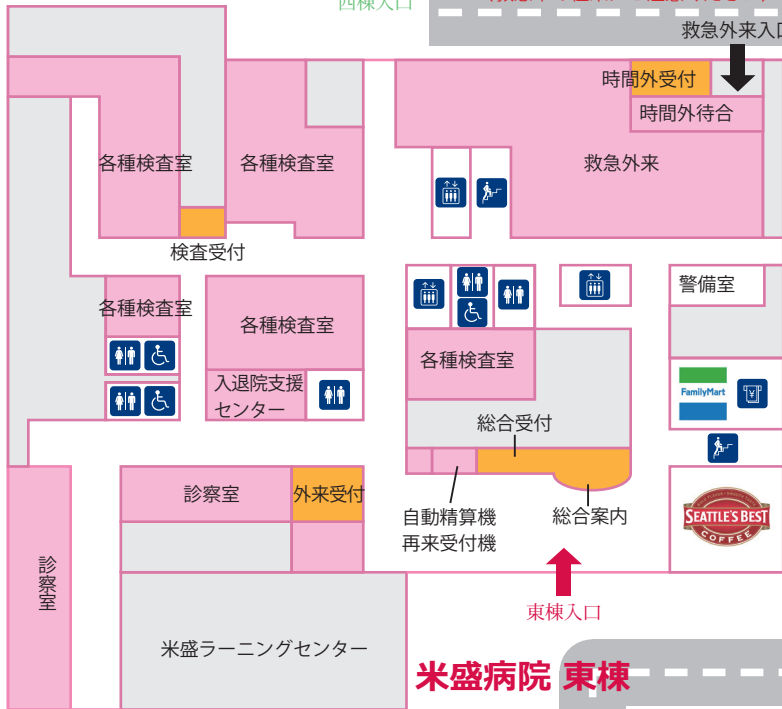 西棟入口
救急外来入口
時間外受付
時間外待合
各種検査室
各種検査室
救急外来
検査受付
警備室
各種検査室
各種検査室
各種検査室
入退院支援
センター
FamilyMart
¥
総合受付
診察室
外来受付
自動精算機
再来受付機
総合案内
SEATTLE'S BEST
COFFEE
診察室
東棟入口
米盛ラーニングセンター
米盛病院 東棟